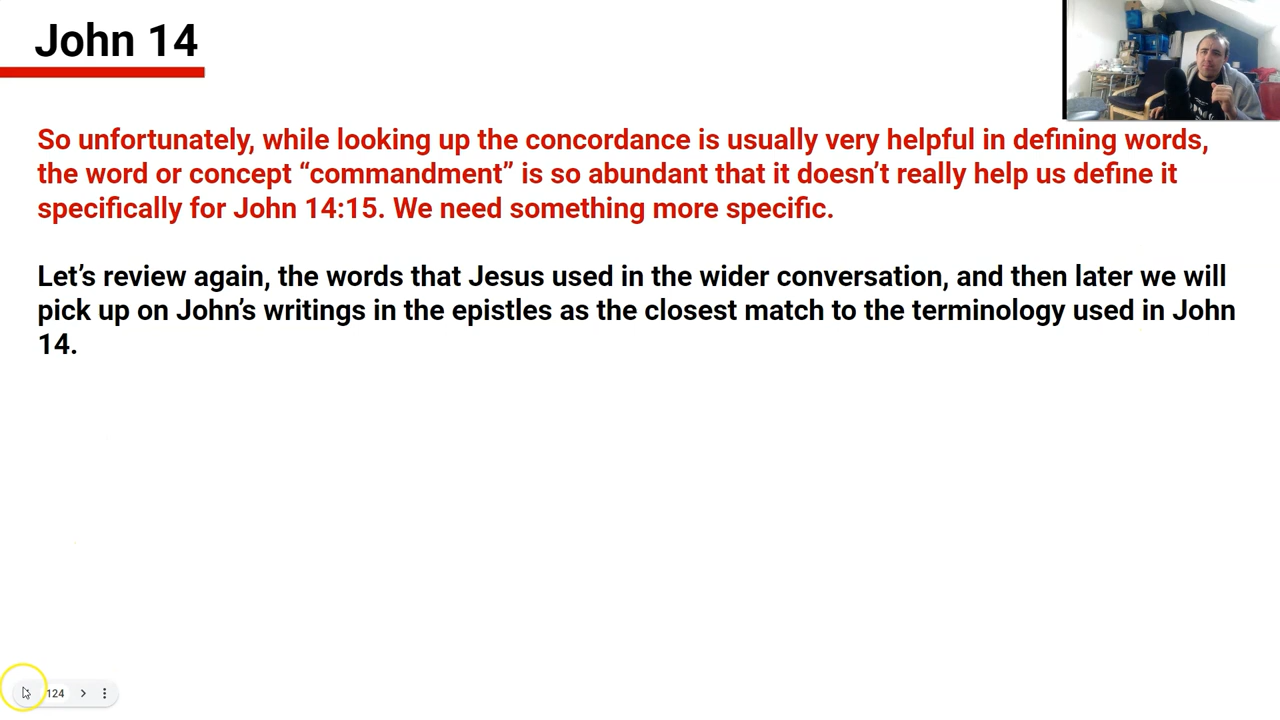 John 14
So unfortunately, while looking up the concordance is usually very helpful in defining words,
the word or concept “commandment” is so abundant that it doesn’t really help us define it
specifically for John 14:15. We need something more specific.
Let’s review again, the words that Jesus used in the wider conversation, and then later we will
pick up on John’s writings in the epistles as the closest match to the terminology used in John
14.
124